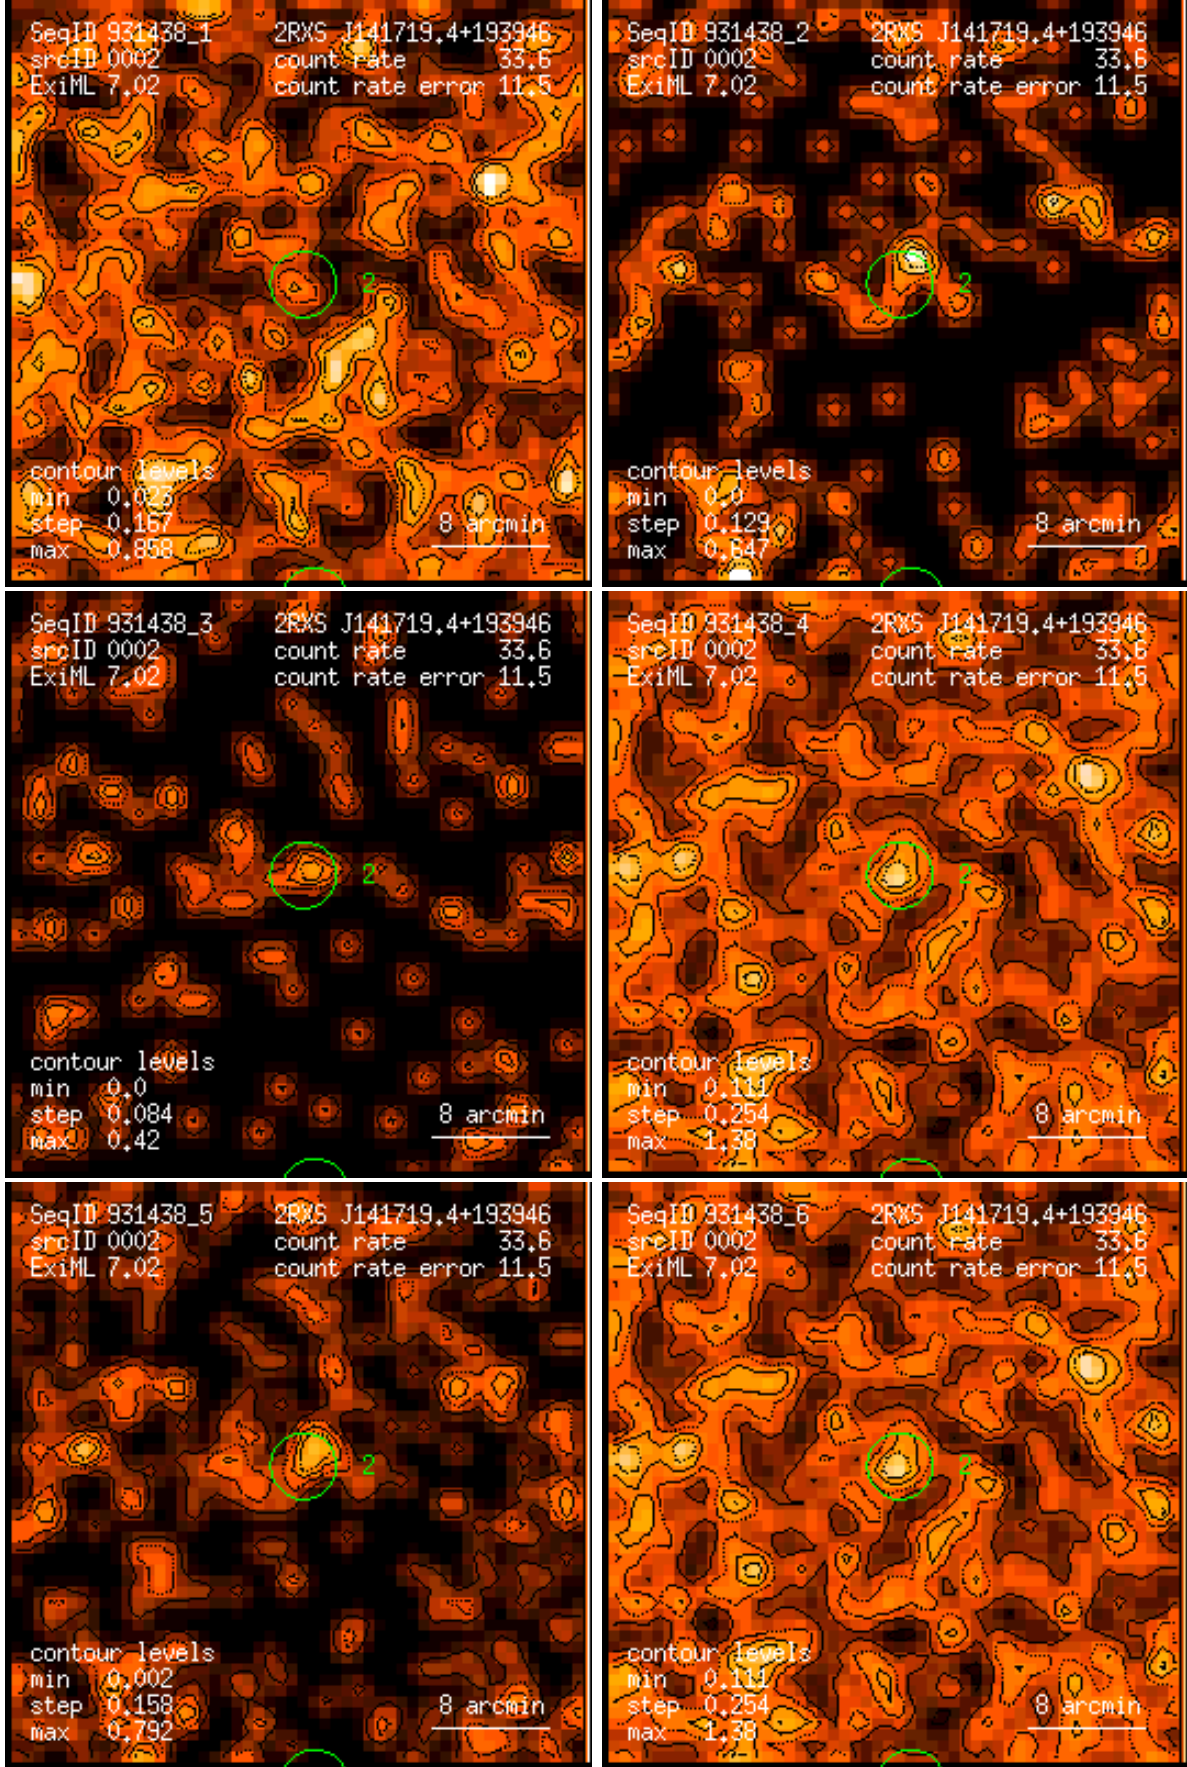 SeqID 931438_1 2RXS J141719.4+193946
srcID 0002 count rate 33.6
ExiML 7.02 count rate error 11.5
2
contour levels
min 0.023
step 0.167
max 0.858
8 arcmin
SeqID 931438_2 2RXS J141719.4+193946
srcID 0002 count rate 33.6
ExiML 7.02 count rate error 11.5
2
contour levels
min 0.0
step 0.129
max 0.647
8 arcmin
SeqID 931438_3 2RXS J141719.4+193946
srcID 0002 count rate 33.6
ExiML 7.02 count rate error 11.5
2
contour levels
min 0.0
step 0.084
max 0.42
8 arcmin
SeqID 931438_4 2RXS J141719.4+193946
srcID 0002 count rate 33.6
ExiML 7.02 count rate error 11.5
2
contour levels
min 0.111
step 0.254
max 1.38
8 arcmin
SeqID 931438_5 2RXS J141719.4+193946
srcID 0002 count rate 33.6
ExiML 7.02 count rate error 11.5
2
contour levels
min 0.002
step 0.158
max 0.792
8 arcmin
SeqID 931438_6 2RXS J141719.4+193946
srcID 0002 count rate 33.6
ExiML 7.02 count rate error 11.5
2
contour levels
min 0.111
step 0.254
max 1.38
8 arcmin